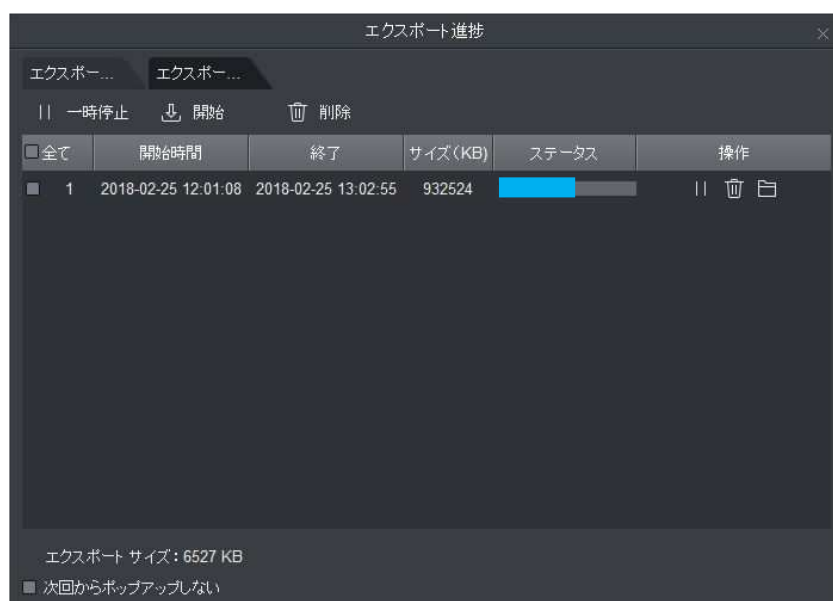 エクスポート進捗
エクスポー... エクスポー...
一時停止 開始 削除
全て 開始時間 終了 サイズ(KB) ステータス 操作
1 2018-02-25 12:01:08 2018-02-25 13:02:55 932524
エクスポート サイズ: 6527 KB
次回からポップアップしない